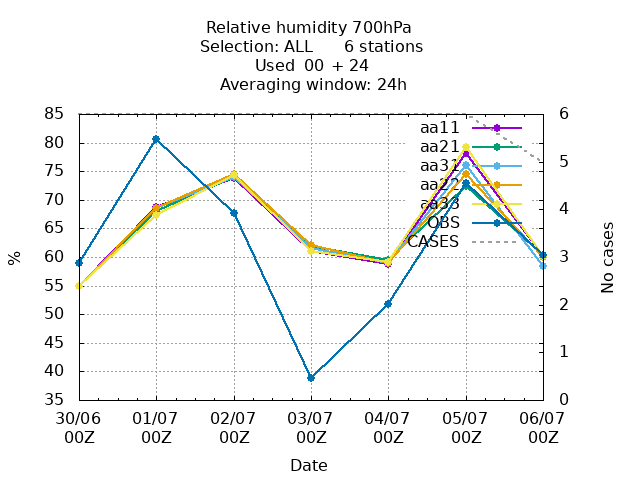 Relative humidity 700hPa
Selection: ALL 6 stations
Used 00 + 24
Averaging window: 24h
85 6
aa11
80 aa21 5
75 aa31
aa22
70 aa33 4
65 OBS
CASES
60 3
55
50 2
45
40 1
35 0
%
No cases
30/06 01/07 02/07 03/07 04/07 05/07 06/07
00Z 00Z 00Z 00Z 00Z 00Z 00Z
Date